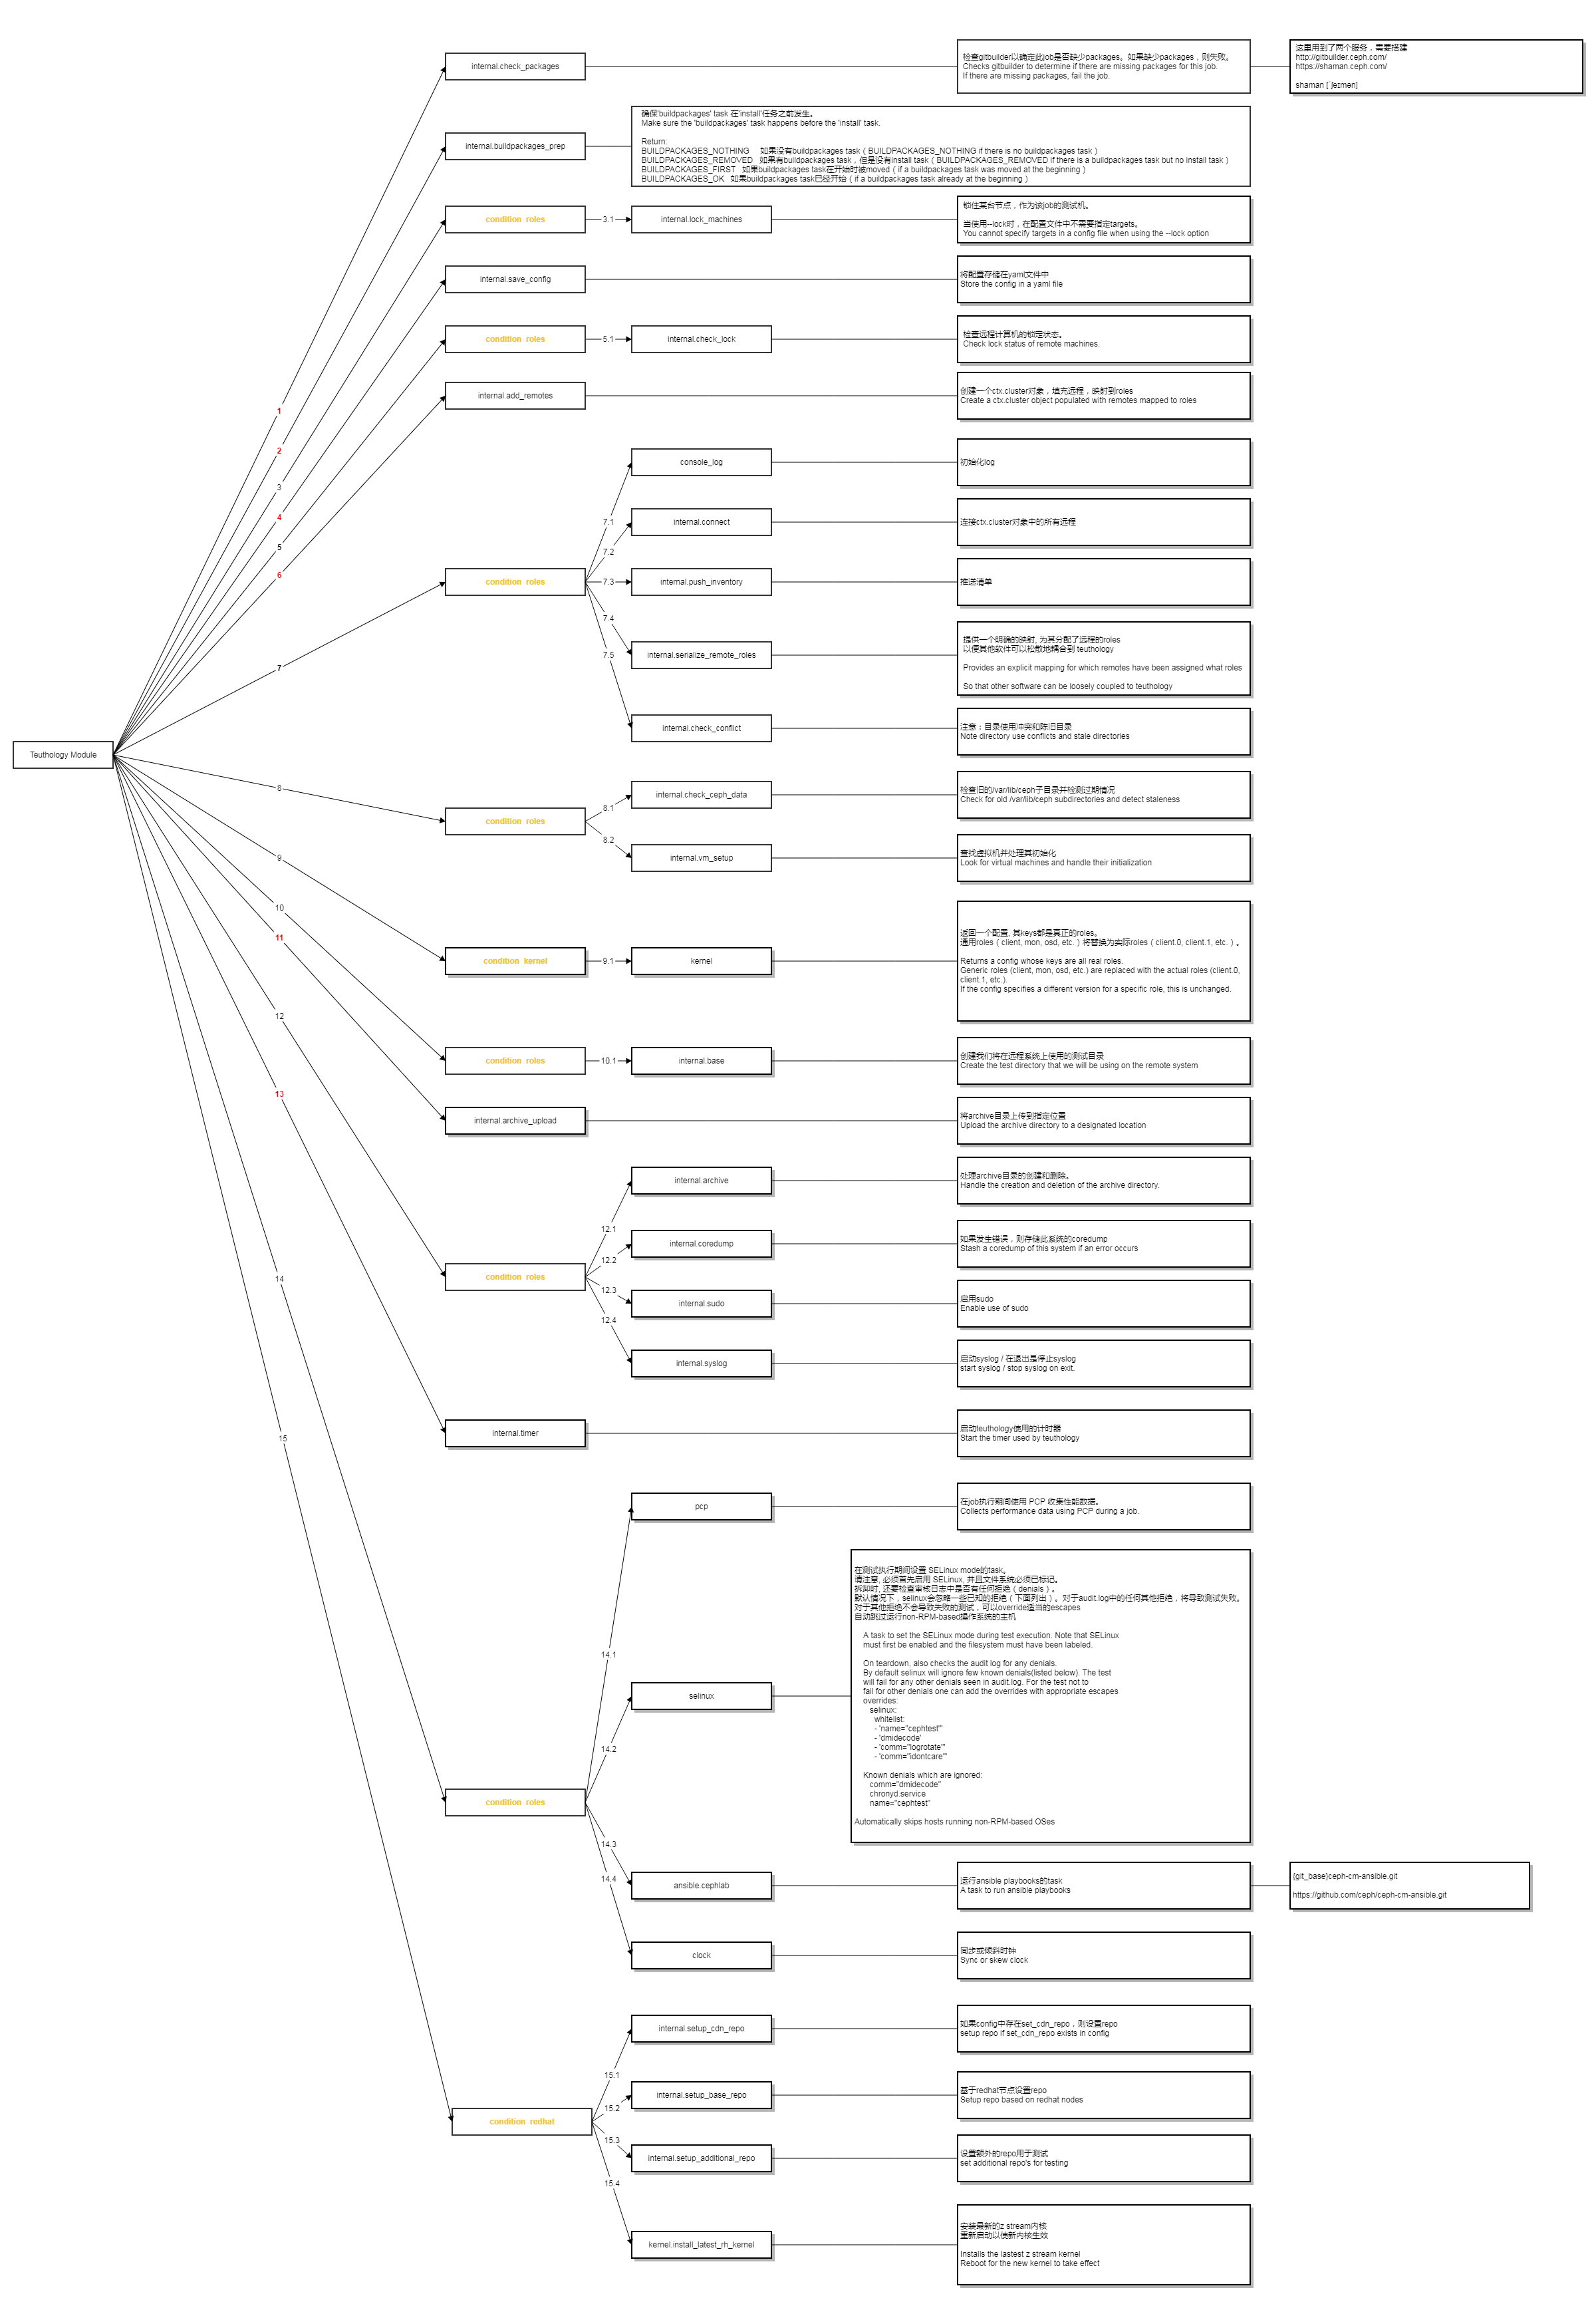 Teuthology Module
1
internal.check_packages
检查gitbuilder以确定此job是否缺少packages。如果缺少packages，则失败。
Checks gitbuilder to determine if there are missing packages for this job.
If there are missing packages, fail the job.
这里用到了两个服务，需要搭建
http://gitbuilder.ceph.com/
https://shaman.ceph.com/
shaman [ˈʃeɪmən]
2
internal.buildpackages_prep
确保'buildpackages' task 在'install'任务之前发生。
Make sure the 'buildpackages' task happens before the 'install' task.
Return:
BUILDPACKAGES_NOTHING 如果没有buildpackages task（BUILDPACKAGES_NOTHING if there is no buildpackages task）
BUILDPACKAGES_REMOVED 如果有buildpackages task，但是没有install task（BUILDPACKAGES_REMOVED if there is a buildpackages task but no install task）
BUILDPACKAGES_FIRST 如果buildpackages task在开始时被moved（if a buildpackages task was moved at the beginning）
BUILDPACKAGES_OK 如果buildpackages task已经开始（if a buildpackages task already at the beginning）
3
condition roles
3.1
internal.lock_machines
锁住某台节点，作为该job的测试机。
当使用--lock时，在配置文件中不需要指定targets。
You cannot specify targets in a config file when using the --lock option
4
internal.save_config
将配置存储在yaml文件中
Store the config in a yaml file
5
condition roles
5.1
internal.check_lock
检查远程计算机的锁定状态。
Check lock status of remote machines.
6
internal.add_remotes
创建一个ctx.cluster对象，填充远程，映射到roles
Create a ctx.cluster object populated with remotes mapped to roles
7
condition roles
7.1
console_log
初始化log
7.2
internal.connect
连接ctx.cluster对象中的所有远程
7.3
internal.push_inventory
推送清单
7.4
internal.serialize_remote_roles
提供一个明确的映射, 为其分配了远程的roles
以便其他软件可以松散地耦合到 teuthology
Provides an explicit mapping for which remotes have been assigned what roles
So that other software can be loosely coupled to teuthology
7.5
internal.check_conflict
注意：目录使用冲突和陈旧目录
Note directory use conflicts and stale directories
8
condition roles
8.1
internal.check_ceph_data
检查旧的/var/lib/ceph子目录并检测过期情况
Check for old /var/lib/ceph subdirectories and detect staleness
8.2
internal.vm_setup
查找虚拟机并处理其初始化
Look for virtual machines and handle their initialization
9
condition kernel
9.1
kernel
返回一个配置, 其keys都是真正的roles。
通用roles（client, mon, osd, etc.）将替换为实际roles（client.0, client.1, etc.）。
Returns a config whose keys are all real roles.
Generic roles (client, mon, osd, etc.) are replaced with the actual roles (client.0,
client.1, etc.).
If the config specifies a different version for a specific role, this is unchanged.
10
condition roles
10.1
internal.base
创建我们将在远程系统上使用的测试目录
Create the test directory that we will be using on the remote system
11
internal.archive_upload
将archive目录上传到指定位置
Upload the archive directory to a designated location
12
condition roles
12.1
internal.archive
处理archive目录的创建和删除。
Handle the creation and deletion of the archive directory.
12.2
internal.coredump
如果发生错误，则存储此系统的coredump
Stash a coredump of this system if an error occurs
12.3
internal.sudo
启用sudo
Enable use of sudo
12.4
internal.syslog
启动syslog / 在退出是停止syslog
start syslog / stop syslog on exit.
13
internal.timer
启动teuthology使用的计时器
Start the timer used by teuthology
14
condition roles
14.1
pcp
在job执行期间使用 PCP 收集性能数据。
Collects performance data using PCP during a job.
14.2
selinux
在测试执行期间设置 SELinux mode的task。
请注意, 必须首先启用 SELinux, 并且文件系统必须已标记。
拆卸时, 还要检查审核日志中是否有任何拒绝（denials）。
默认情况下，selinux会忽略一些已知的拒绝（下面列出）。对于audit.log中的任何其他拒绝，将导致测试失败。
对于其他拒绝不会导致失败的测试，可以override适当的escapes
自动跳过运行non-RPM-based操作系统的主机
A task to set the SELinux mode during test execution. Note that SELinux
must first be enabled and the filesystem must have been labeled.
On teardown, also checks the audit log for any denials.
By default selinux will ignore few known denials(listed below). The test
will fail for any other denials seen in audit.log. For the test not to
fail for other denials one can add the overrides with appropriate escapes
overrides:
selinux:
whitelist:
- 'name="cephtest"'
- 'dmidecode'
- 'comm="logrotate"'
- 'comm="idontcare"'
Known denials which are ignored:
comm="dmidecode"
chronyd.service
name="cephtest"
Automatically skips hosts running non-RPM-based OSes
14.3
ansible.cephlab
运行ansible playbooks的task
A task to run ansible playbooks
{git_base}ceph-cm-ansible.git
https://github.com/ceph/ceph-cm-ansible.git
14.4
clock
同步或倾斜时钟
Sync or skew clock
15
condition redhat
15.1
internal.setup_cdn_repo
如果config中存在set_cdn_repo，则设置repo
setup repo if set_cdn_repo exists in config
15.2
internal.setup_base_repo
基于redhat节点设置repo
Setup repo based on redhat nodes
15.3
internal.setup_additional_repo
设置额外的repo用于测试
set additional repo's for testing
15.4
kernel.install_latest_rh_kernel
安装最新的z stream内核
重新启动以使新内核生效
Installs the lastest z stream kernel
Reboot for the new kernel to take effect